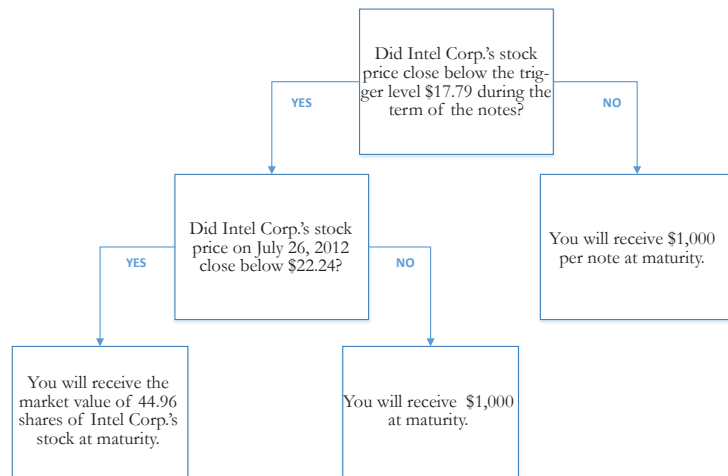 Did Intel Corp.'s stock
price close below the trig-
ger level $17.79 during the
term of the notes?
YES
NO
Did Intel Corp.'s stock
price on July 26, 2012
close below $22.24?
You will receive $1,000
per note at maturity.
YES
NO
You will receive the
market value of 44.96
shares of Intel Corp.'s
stock at maturity.
You will receive $1,000
at maturity.